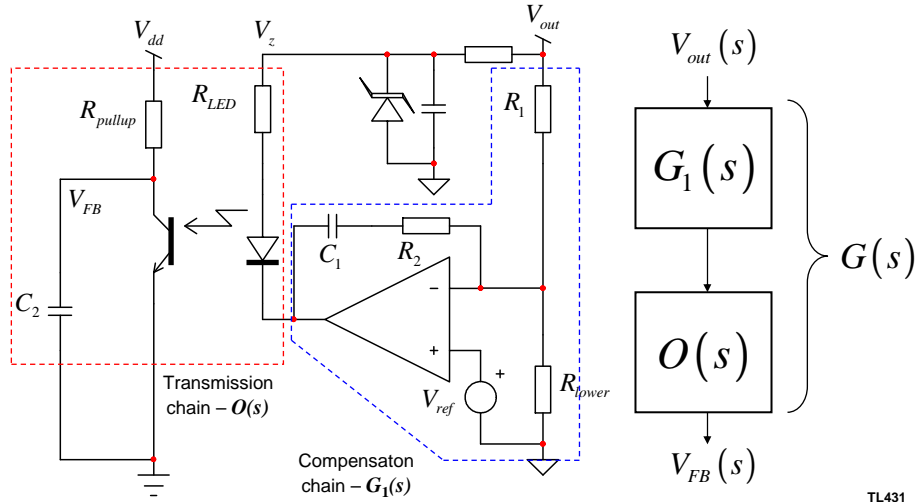 V_dd
V_z
V_out
R_pullup
R_LED
R_1
V_FB
C_1
R_2
C_2
−
+
V_ref
+
R_lower
Transmission
chain – O(s)
Compensaton
chain – G_1(s)
V_out (s)
G_1 (s)
O(s)
G(s)
V_FB (s)
TL431